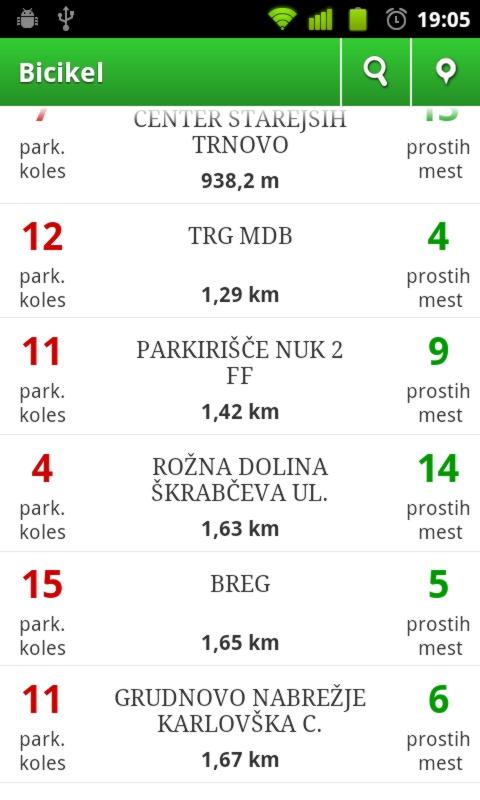 19:05
Bicikel
7
park.
koles
CENTER STAREJŠIH
TRNOVO
938,2 m
prostih
mest
12
park.
koles
TRG MDB
1,29 km
4
prostih
mest
11
park.
koles
PARKIRIŠČE NUK 2
FF
1,42 km
9
prostih
mest
4
park.
koles
ROŽNA DOLINA
ŠKRABČEVA UL.
1,63 km
14
prostih
mest
15
park.
koles
BREG
1,65 km
5
prostih
mest
11
park.
koles
GRUDNOVO NABREŽJE
KARLOVŠKA C.
1,67 km
6
prostih
mest